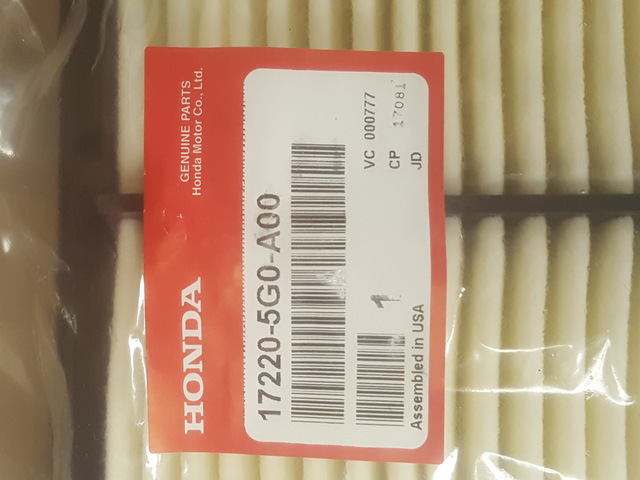 HONDA
GENUINE PARTS
Honda Motor Co., Ltd.
17220-5G0-A00
1
VC 000777
CP 17081
JD
Assembled in USA